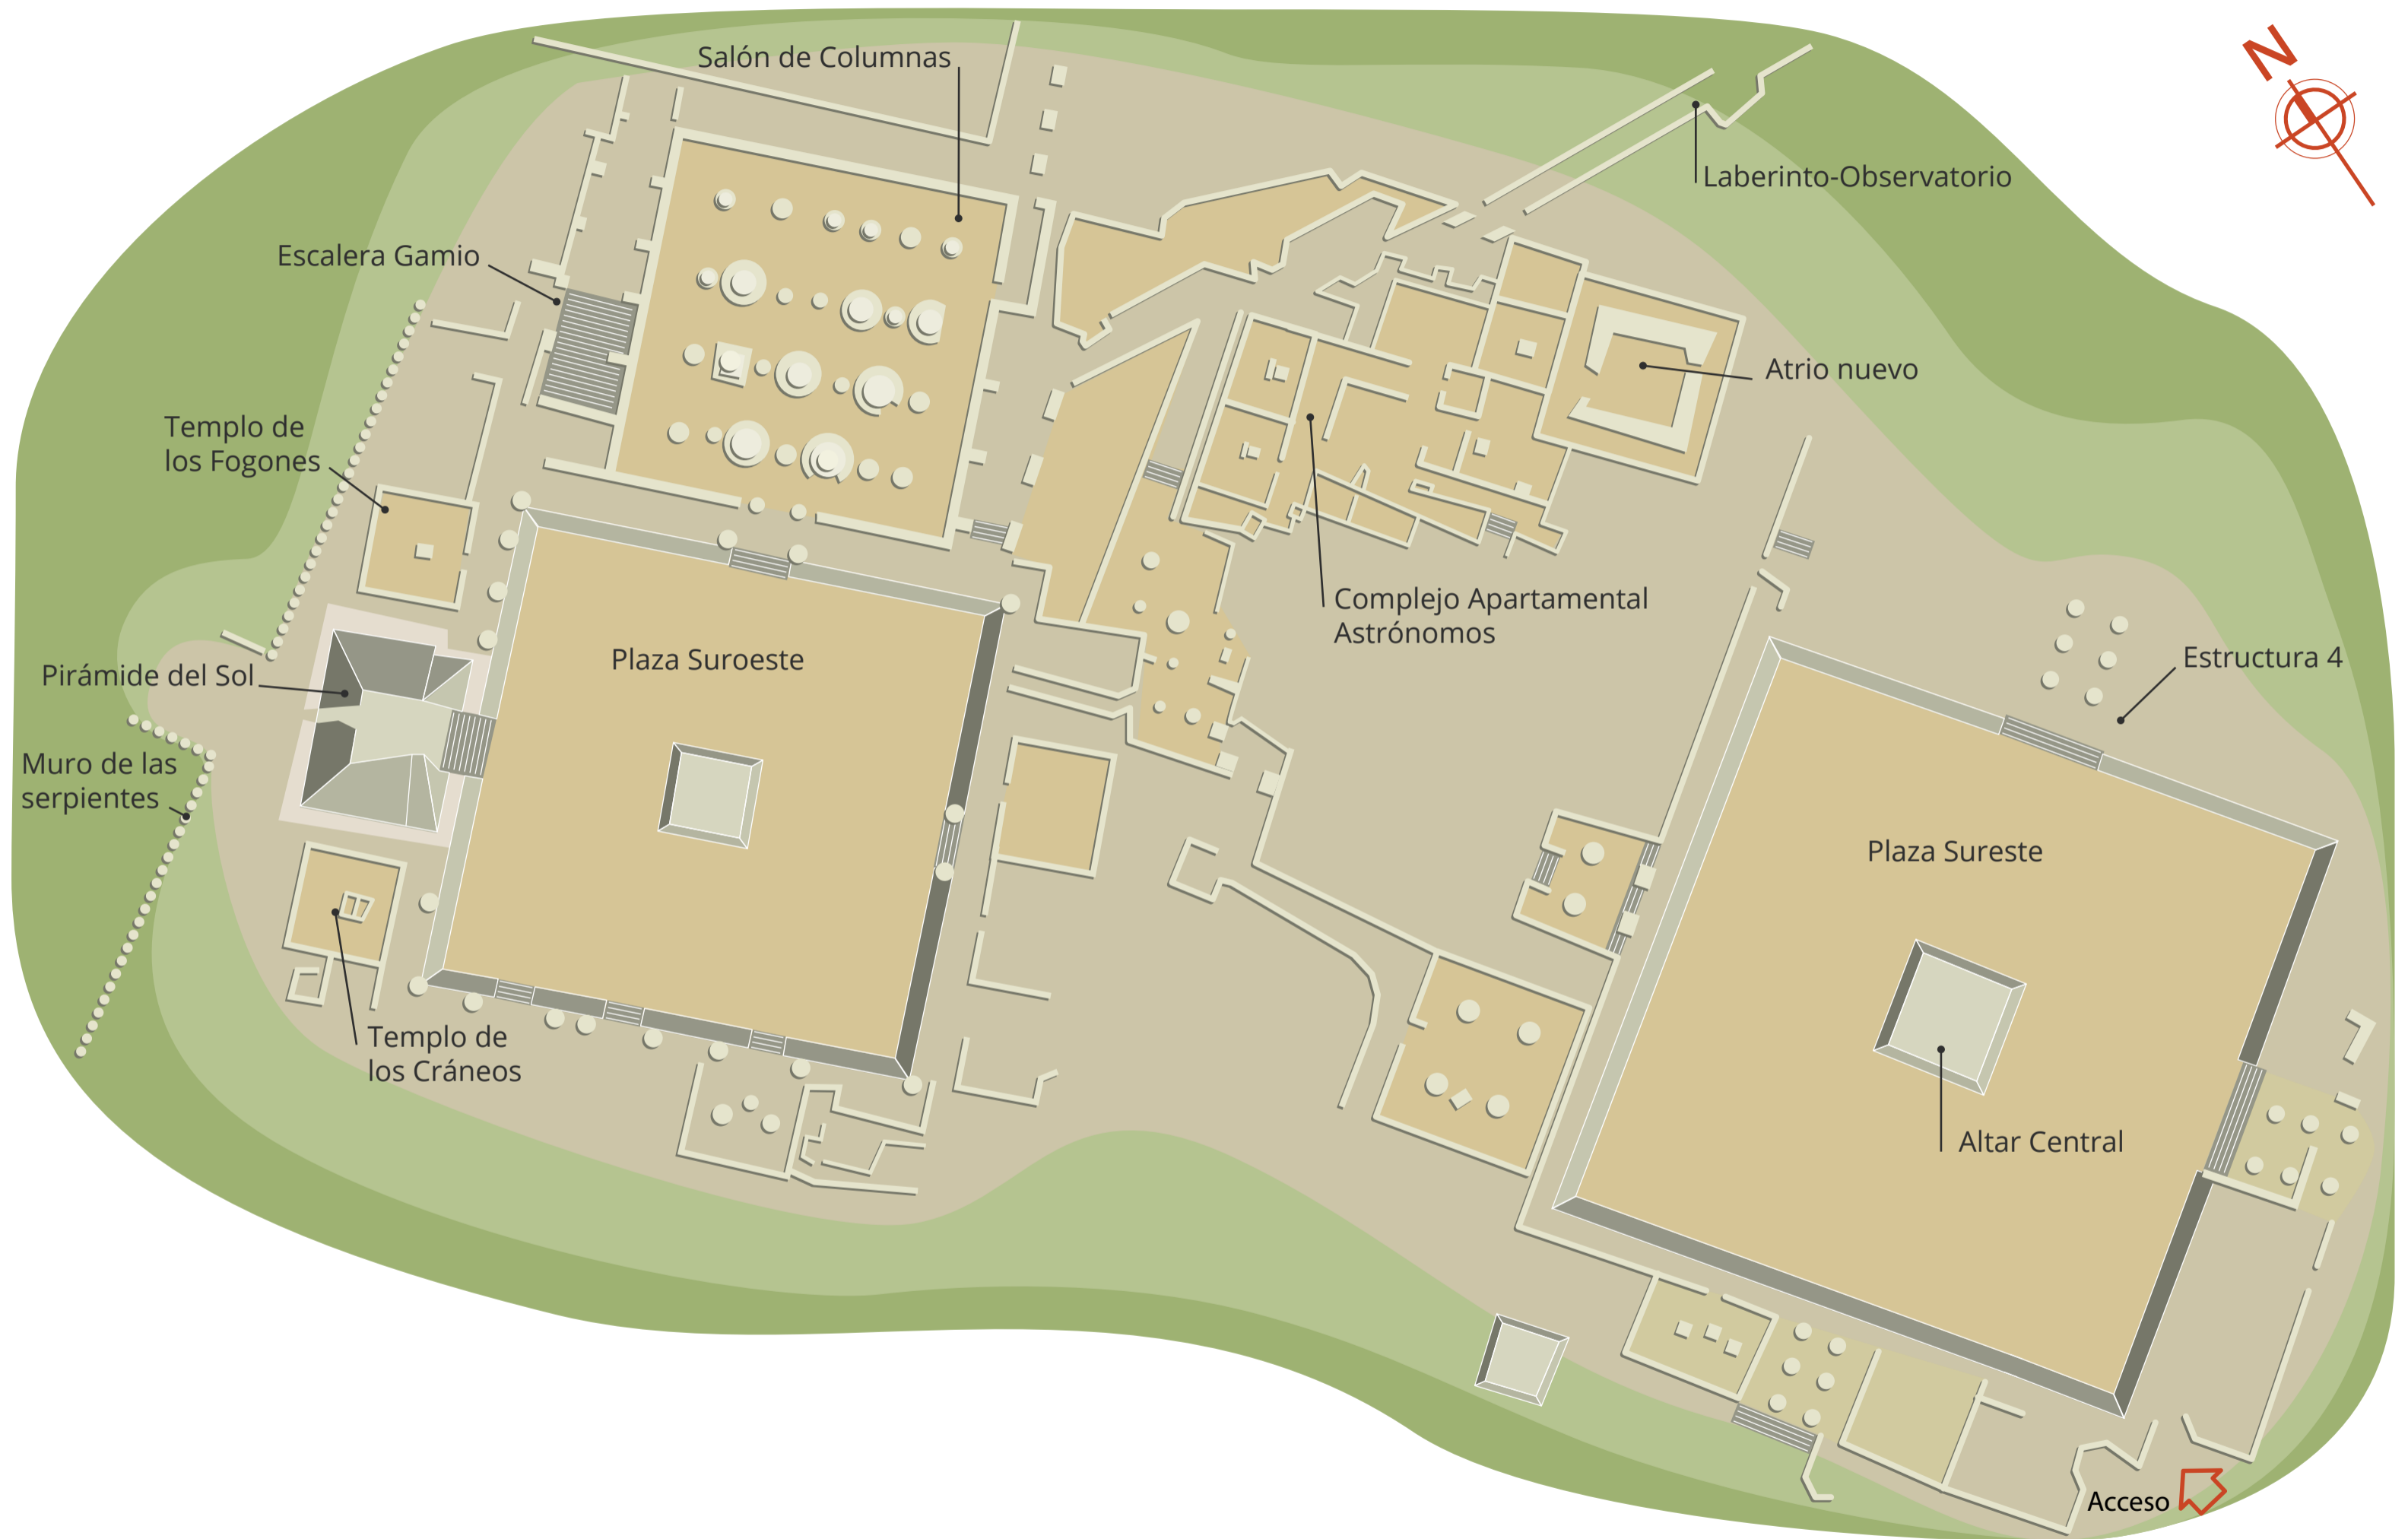 N
Salón de Columnas
Laberinto-Observatorio
Escalera Gamio
Atrio nuevo
Templo de
los Fogones
Complejo Apartamental
Astrónomos
Plaza Suroeste
Estructura 4
Pirámide del Sol
Muro de las
serpientes
Plaza Sureste
Templo de
los Cráneos
Altar Central
Acceso